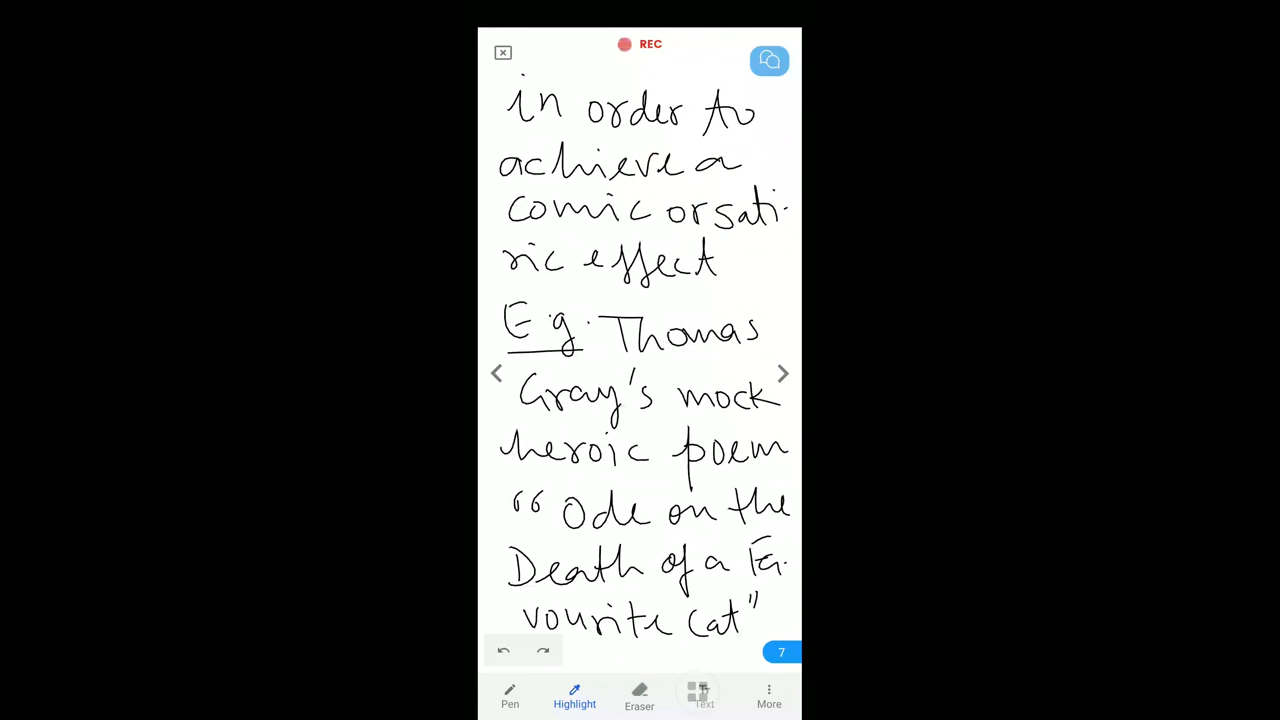 REC
in order to
achieve a
comic or sati-
ric effect
E.g. Thomas
Gray's mock
heroic poem
“Ode on the
Death of a Fa-
vourite cat”
7
Pen Highlight Eraser Text More